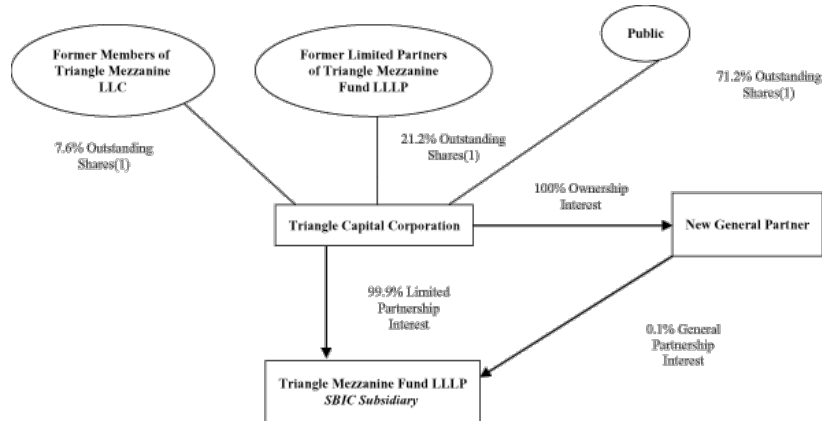 Former Members of
Triangle Mezzanine
LLC
Former Limited Partners
of Triangle Mezzanine
Fund LLLP
Public
7.6% Outstanding
Shares(1)
21.2% Outstanding
Shares(1)
71.2% Outstanding
Shares(1)
Triangle Capital Corporation
100% Ownership
Interest
New General Partner
99.9% Limited
Partnership
Interest
0.1% General
Partnership
Interest
Triangle Mezzanine Fund LLLP
SBIC Subsidiary